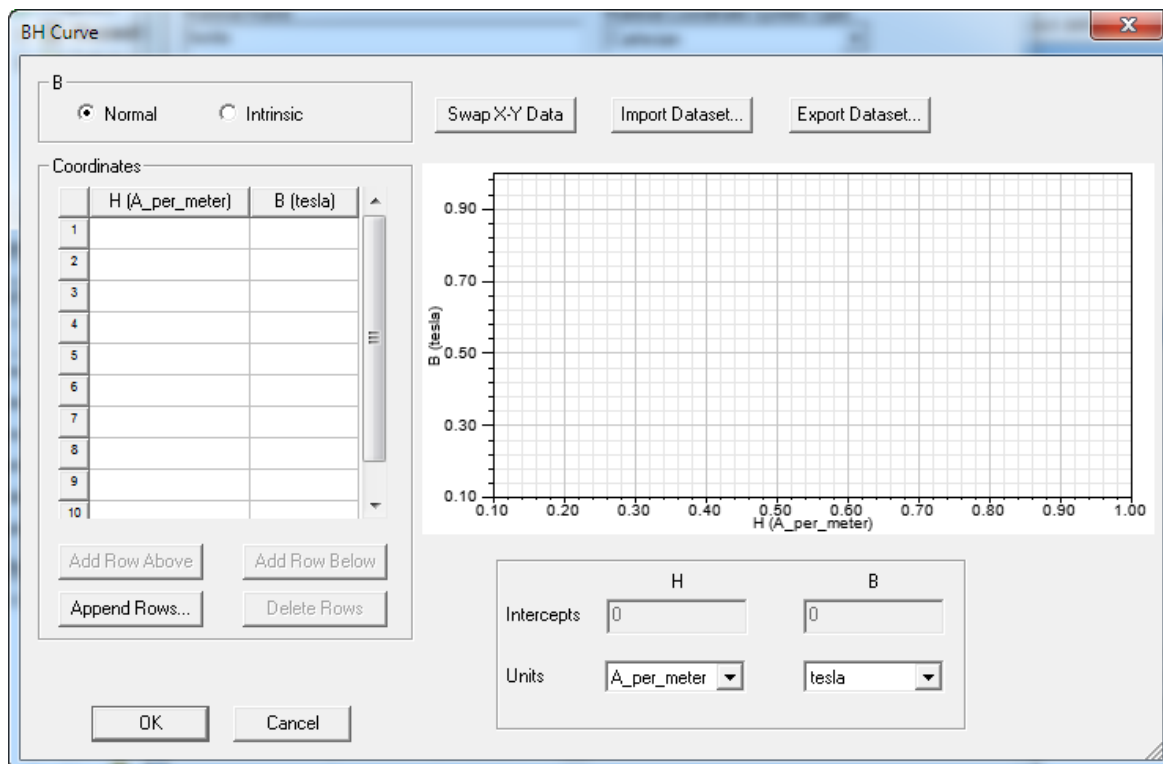 BH Curve
B
Normal
Intrinsic
Swap X-Y Data
Import Dataset...
Export Dataset...
Coordinates
H (A_per_meter)
B (tesla)
1
2
3
4
5
6
7
8
9
10
Add Row Above
Add Row Below
Append Rows...
Delete Rows
B (tesla)
0.90
0.70
0.50
0.30
0.10
0.10 0.20 0.30 0.40 0.50 0.60 0.70 0.80 0.90 1.00
H (A_per_meter)
H B
Intercepts 0 0
Units A_per_meter tesla
OK
Cancel